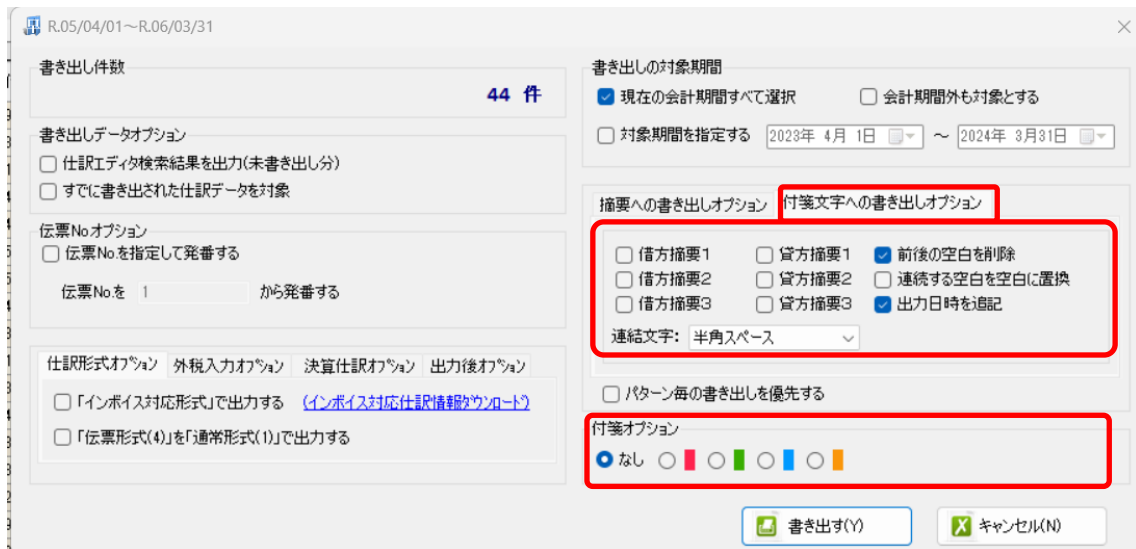 R.05/04/01～R.06/03/31
書き出し件数
44 件
書き出しデータオプション
仕訳エディタ検索結果を出力(未書き出し分)
すでに書き出された仕訳データを対象
伝票Noオプション
伝票No.を指定して発番する
伝票No.を 1 から発番する
仕訳形式オプション 外税入力オプション 決算仕訳オプション 出力後オプション
「インボイス対応形式」で出力する (インボイス対応仕訳情報ダウンロード)
「伝票形式(4)」を「通常形式(1)」で出力する
書き出しの対象期間
現在の会計期間すべて選択 会計期間外も対象とする
対象期間を指定する 2023年 4月 1日 ～ 2024年 3月31日
摘要への書き出しオプション 付箋文字への書き出しオプション
借方摘要1 貸方摘要1 前後の空白を削除
借方摘要2 貸方摘要2 連続する空白を空白に置換
借方摘要3 貸方摘要3 出力日時を追記
連結文字: 半角スペース
パターン毎の書き出しを優先する
付箋オプション
なし
書き出す(Y) キャンセル(N)